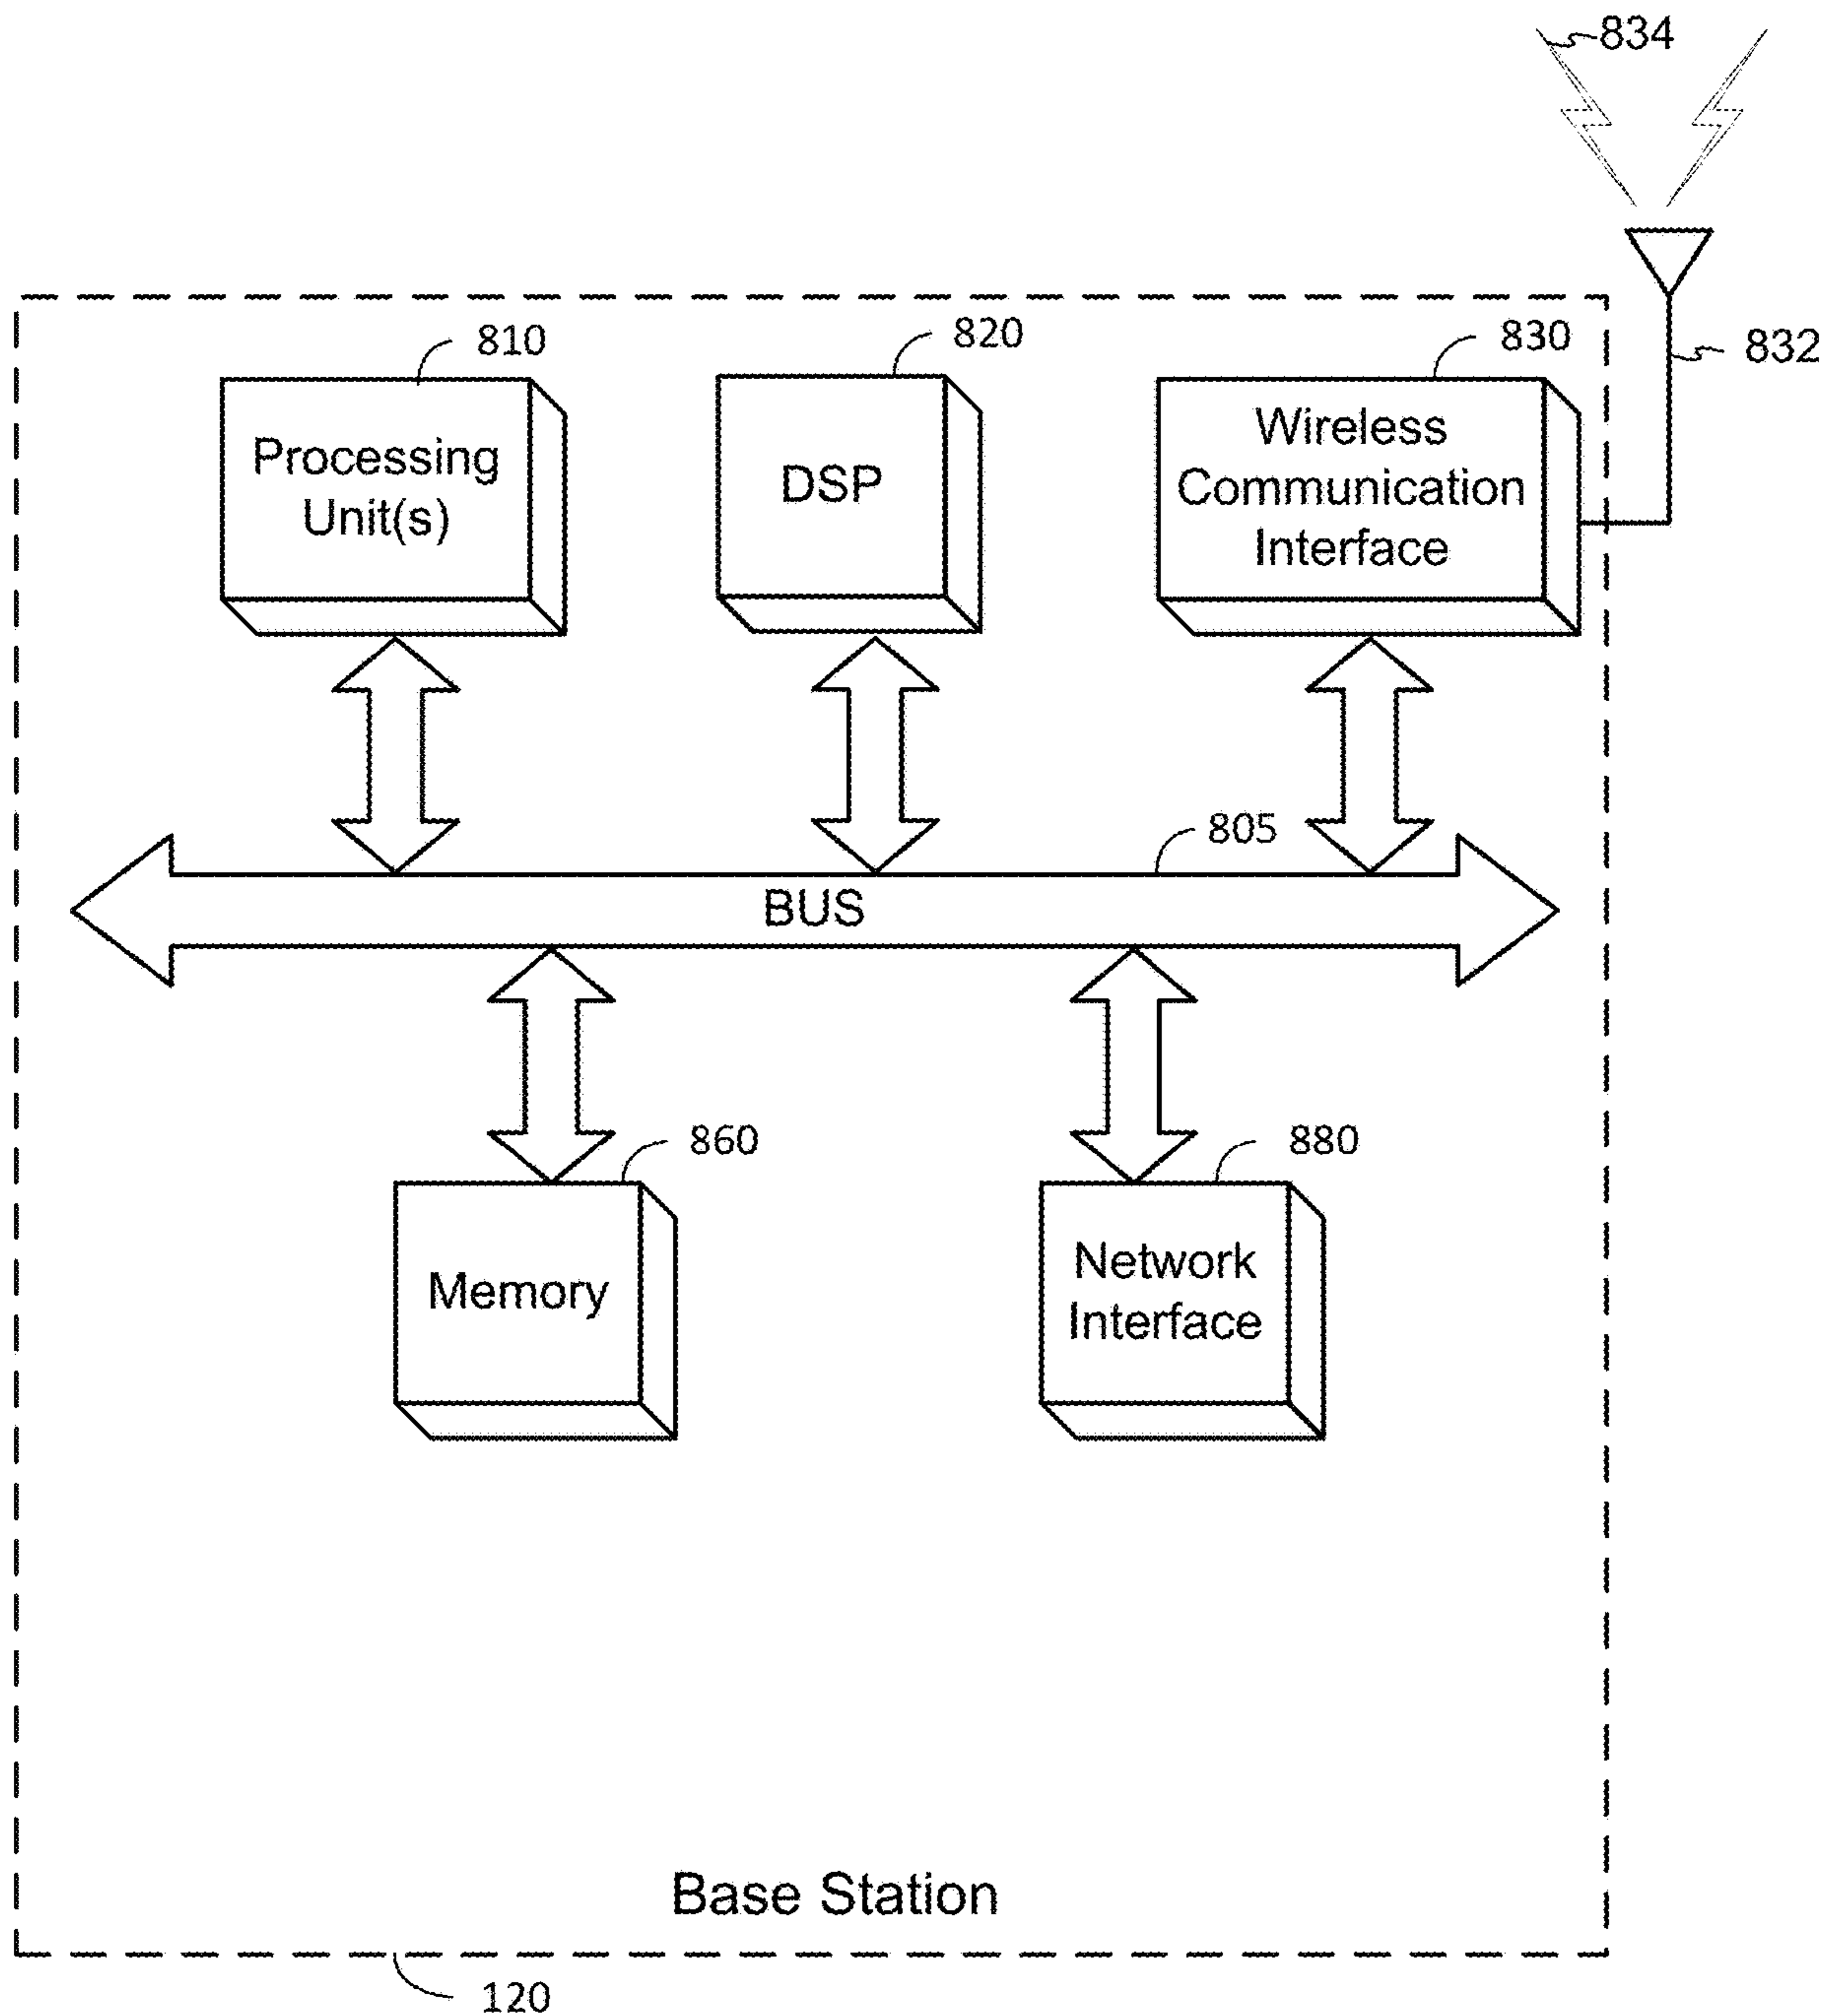 834
832
810
820
830
Processing
Unit(s)
DSP
Wireless
Communication
Interface
805
BUS
860
880
Memory
Network
Interface
Base Station
120